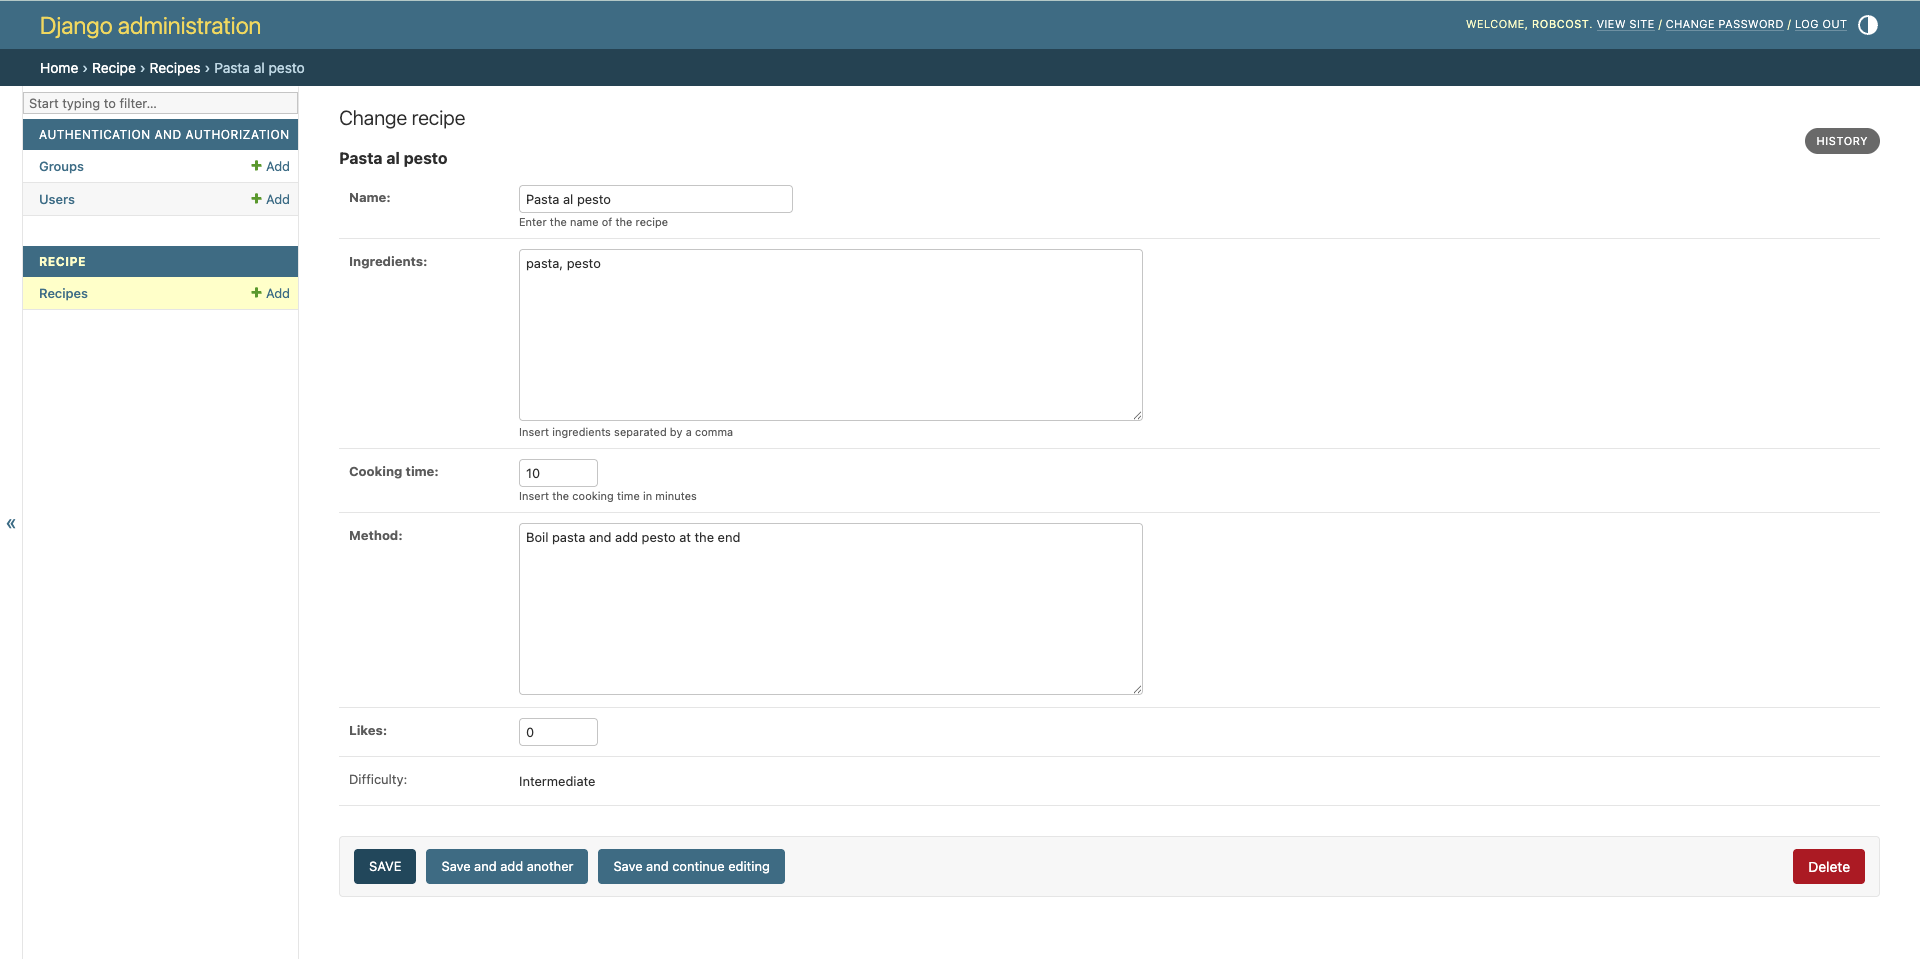 Django administration
WELCOME, ROBCOST. VIEW SITE / CHANGE PASSWORD / LOG OUT
Home › Recipe › Recipes › Pasta al pesto
Start typing to filter...
AUTHENTICATION AND AUTHORIZATION
Groups + Add
Users + Add
RECIPE
Recipes + Add
«
Change recipe
HISTORY
Pasta al pesto
Name: Pasta al pesto
Enter the name of the recipe
Ingredients: pasta, pesto
Insert ingredients separated by a comma
Cooking time: 10
Insert the cooking time in minutes
Method: Boil pasta and add pesto at the end
Likes: 0
Difficulty: Intermediate
SAVE Save and add another Save and continue editing Delete